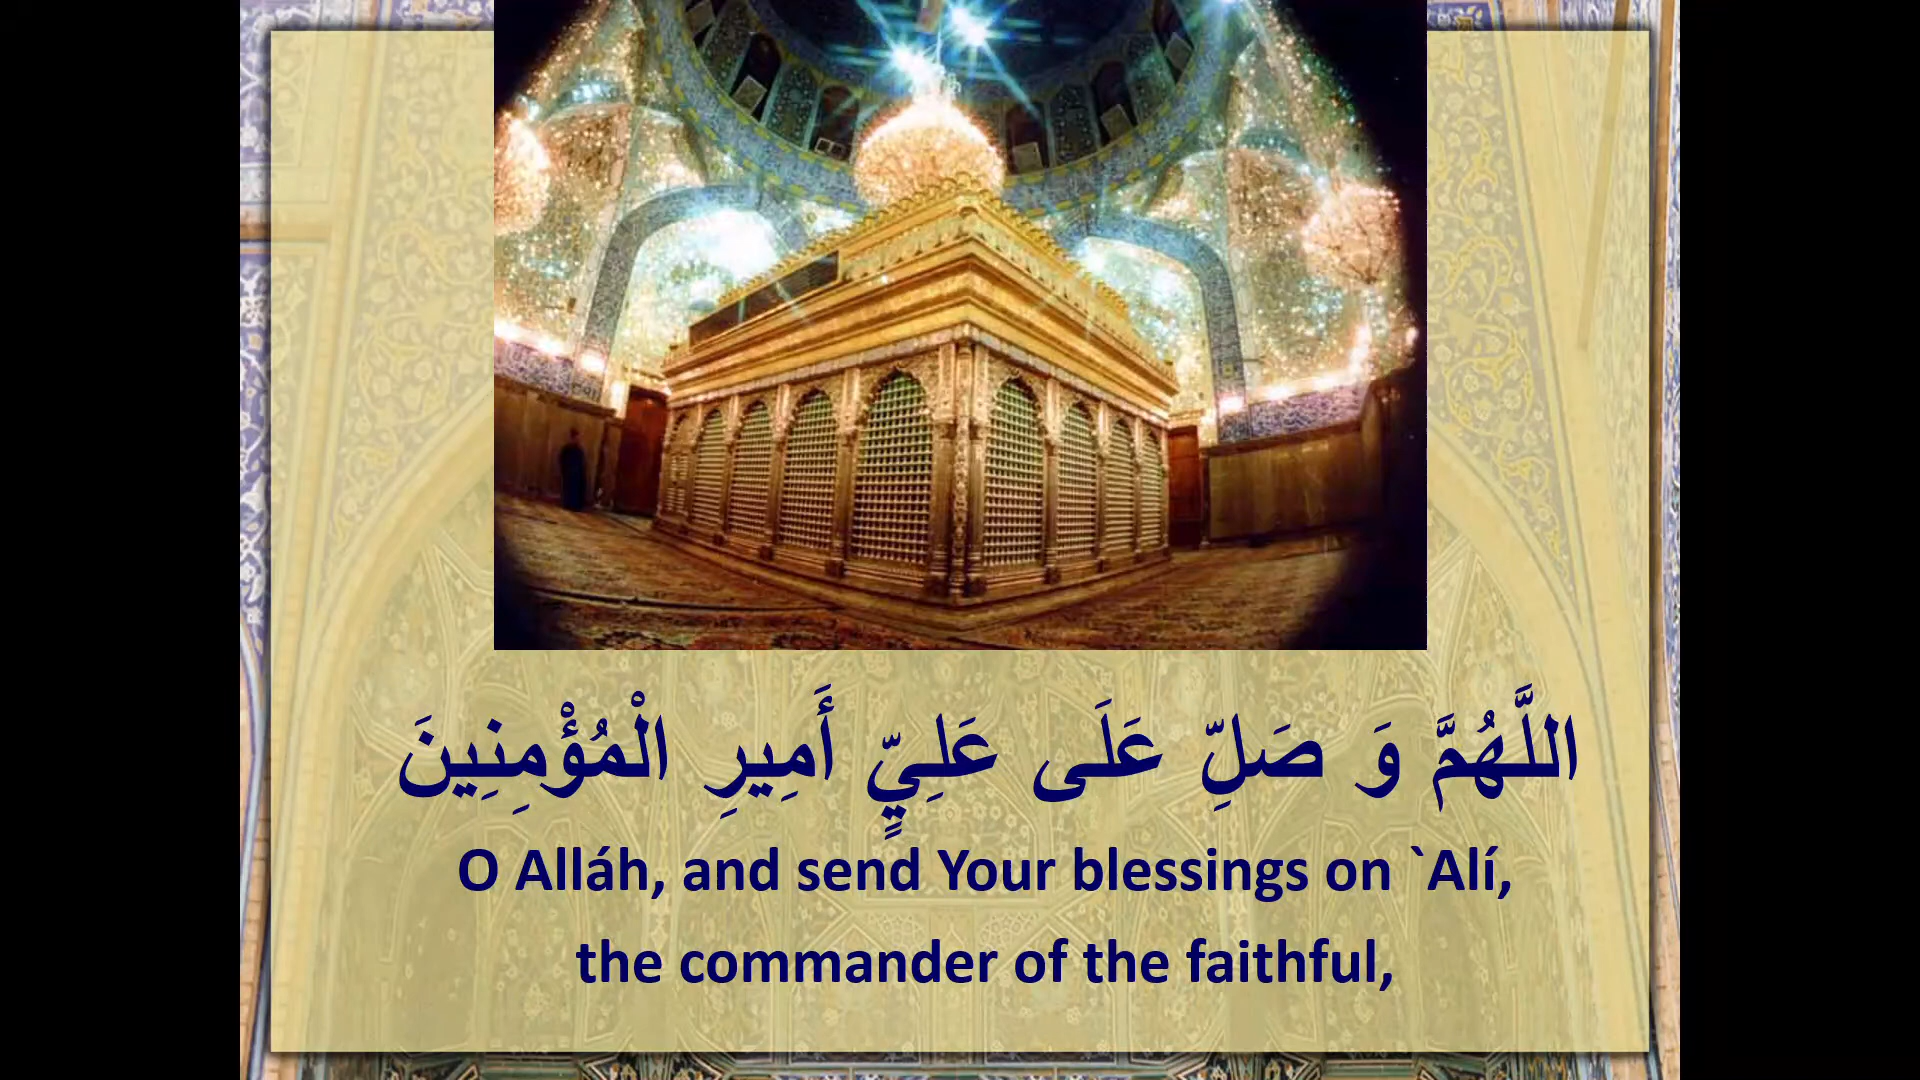 اللَّهُمَّ وَ صَلِّ عَلَى عَلِيٍّ أَمِيرِ الْمُؤْمِنِينَ
O Alláh, and send Your blessings on `Alí,
the commander of the faithful,